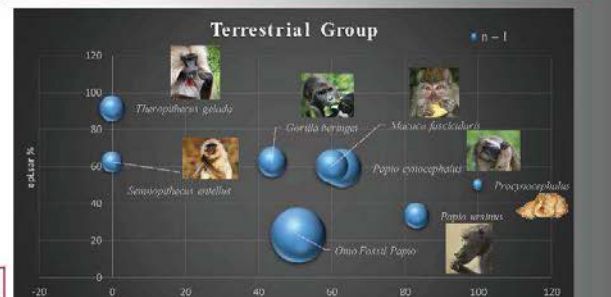 Terrestrial Group
n = 1
120
100
80
60
40
20
0
-20 0 20 40 60 80 100 120
Theropithecus gelada
Gorilla beringei
Macaca fascicularis
Semnopithecus entellus
Papio cynocephalus
Procynocephalus
Papio ursinus
Omo Fossil Papio